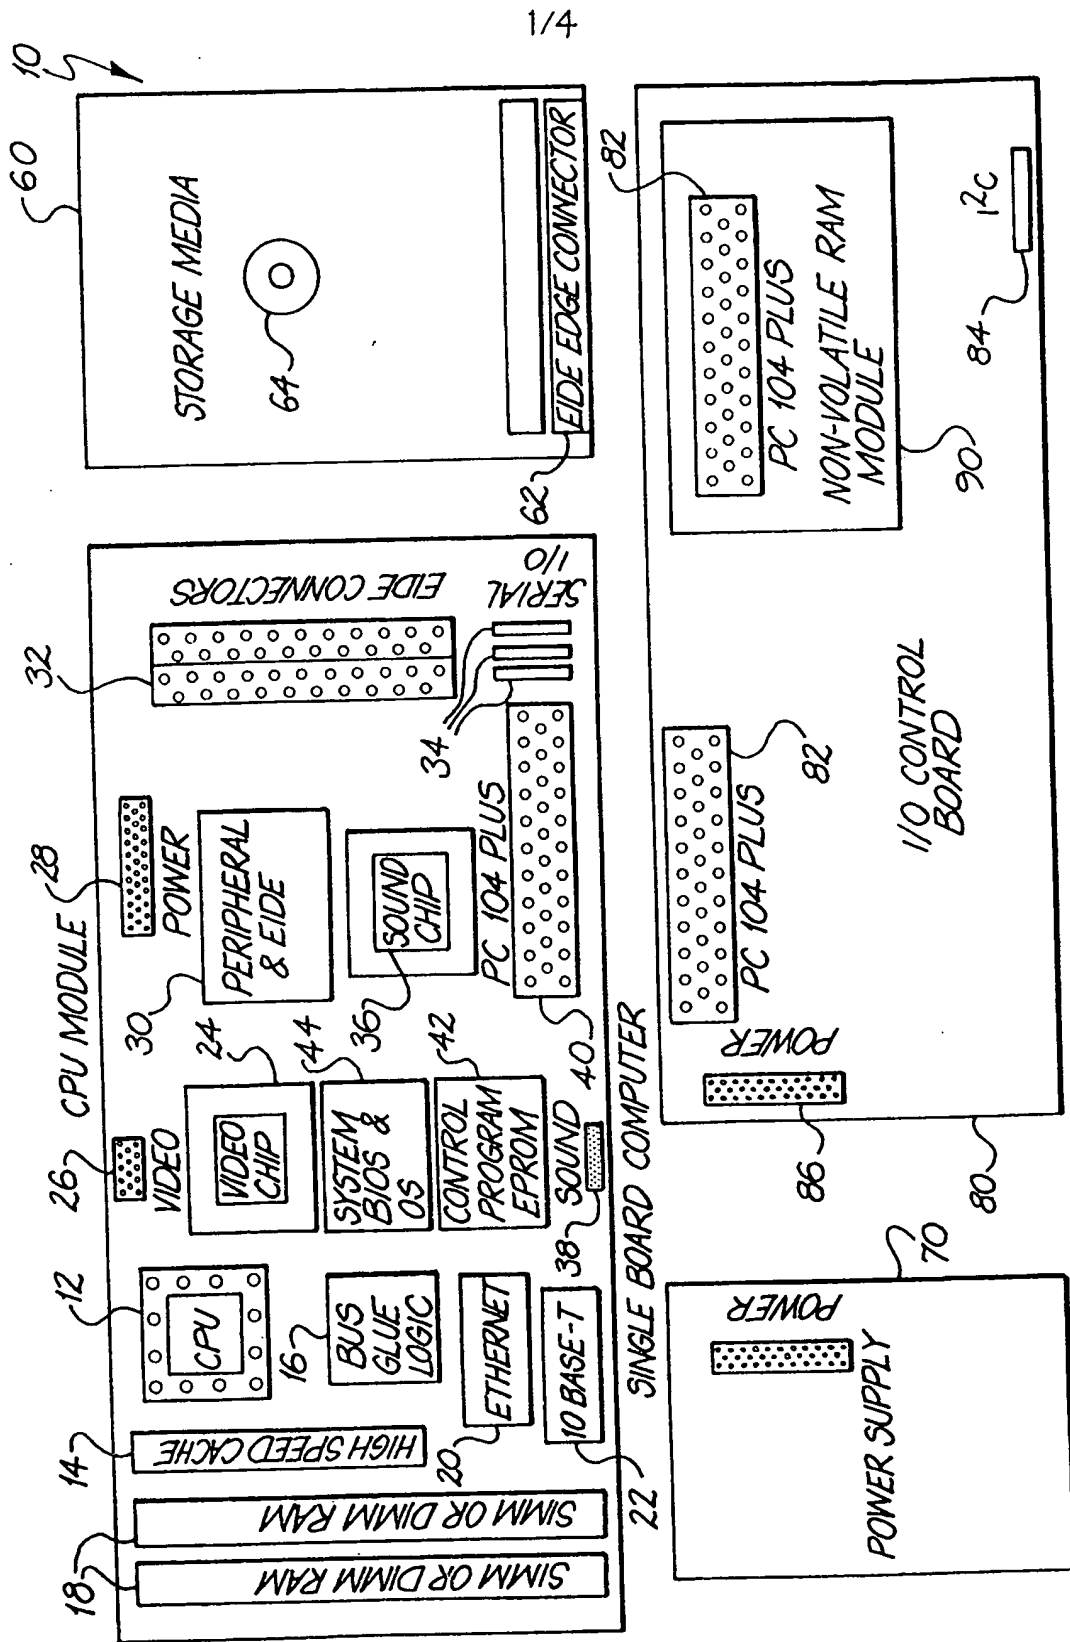 1/4
10
60
STORAGE MEDIA
64
EIDE EDGE CONNECTOR
62
CPU MODULE
18
SIMM OR DIMM RAM
SIMM OR DIMM RAM
14
HIGH SPEED CACHE
12
CPU
16
BUS
GLUE
LOGIC
20
ETHERNET
22
10 BASE-T
26
VIDEO
24
VIDEO
CHIP
44
SYSTEM
BIOS &
OS
42
CONTROL
PROGRAM
EPROM
38
SOUND
28
POWER
30
PERIPHERAL
& EIDE
36
SOUND
CHIP
PC 104 PLUS
40
32
EIDE CONNECTORS
34
SERIAL
I/O
SINGLE BOARD COMPUTER
70
POWER
POWER SUPPLY
80
86
POWER
PC 104 PLUS
82
I/O CONTROL
BOARD
82
PC 104 PLUS
NON-VOLATILE RAM
MODULE
90
84
I2C